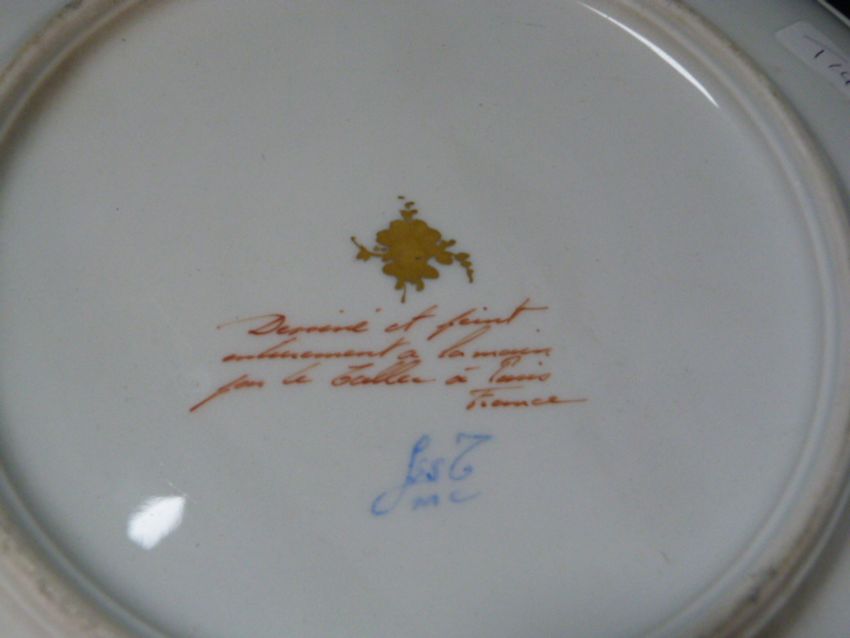 Dessiné et peint
entièrement a la main
par le Tallec à Paris
France